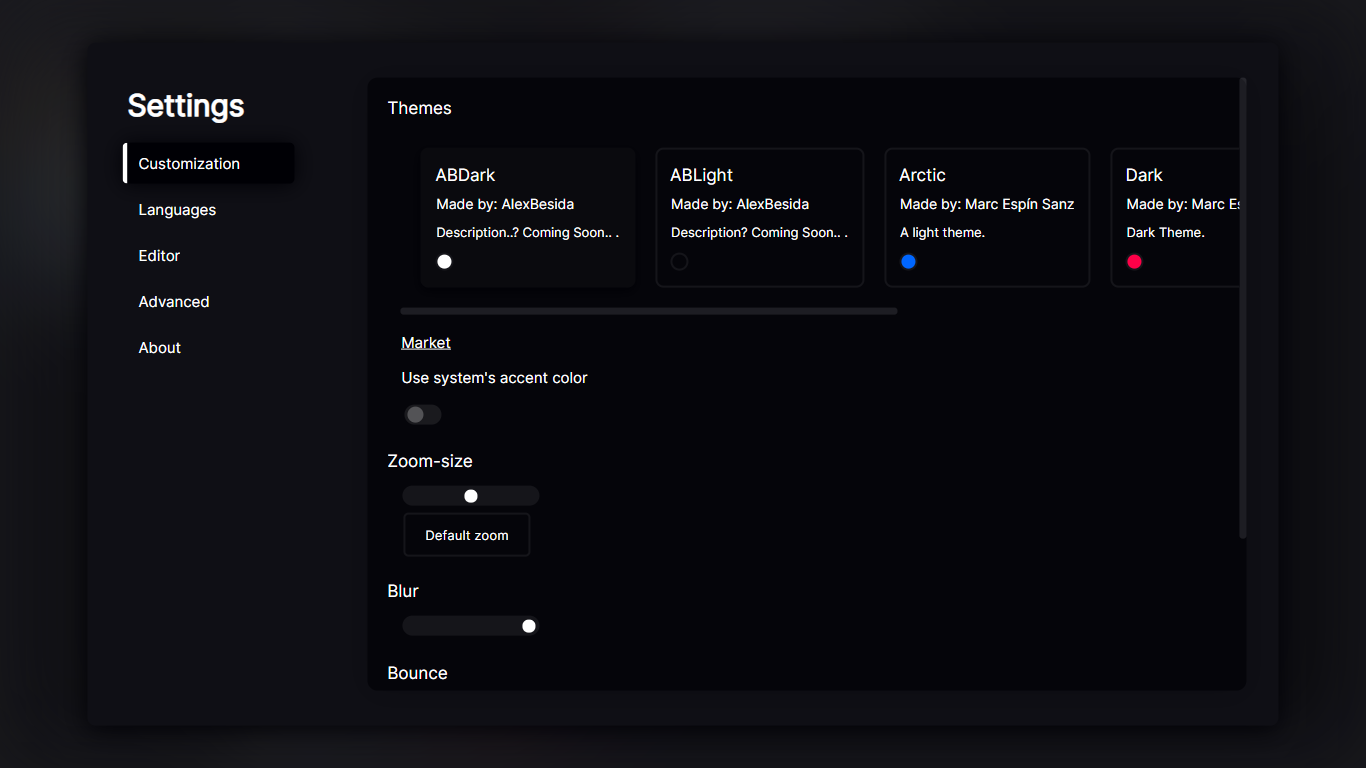 Settings
Customization
Languages
Editor
Advanced
About
Themes
ABDark
Made by: AlexBesida
Description..? Coming Soon.. .
ABLight
Made by: AlexBesida
Description? Coming Soon.. .
Arctic
Made by: Marc Espín Sanz
A light theme.
Dark
Made by: Marc Es
Dark Theme.
Market
Use system's accent color
Zoom-size
Default zoom
Blur
Bounce